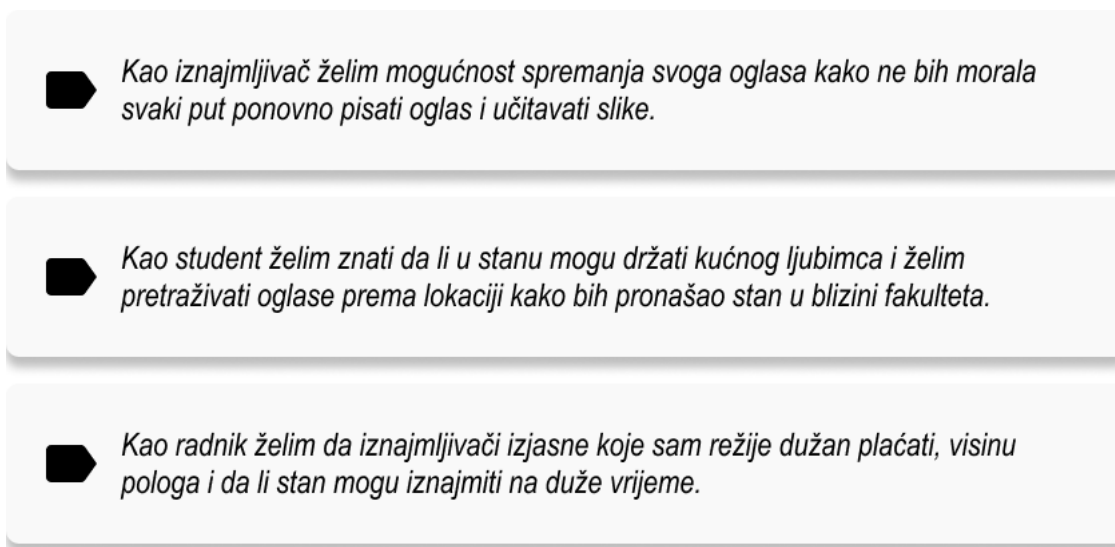 Kao iznajmljivač želim mogućnost spremanja svoga oglasa kako ne bih morala
svaki put ponovno pisati oglas i učitavati slike.
Kao student želim znati da li u stanu mogu držati kućnog ljubimca i želim
pretraživati oglase prema lokaciji kako bih pronašao stan u blizini fakulteta.
Kao radnik želim da iznajmljivači izjasne koje sam režije dužan plaćati, visinu
pologa i da li stan mogu iznajmiti na duže vrijeme.